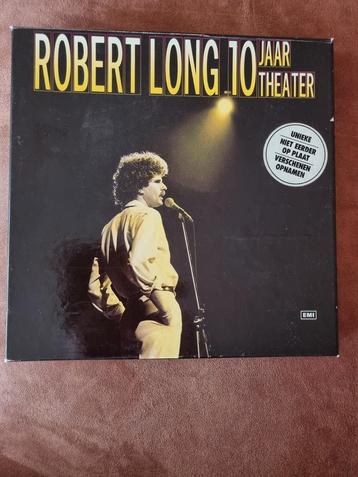 ROBERT LONG 10 JAAR
THEATER
UNIEKE
NIET EERDER
OP PLAAT
VERSCHENEN
OPNAMEN
EMI